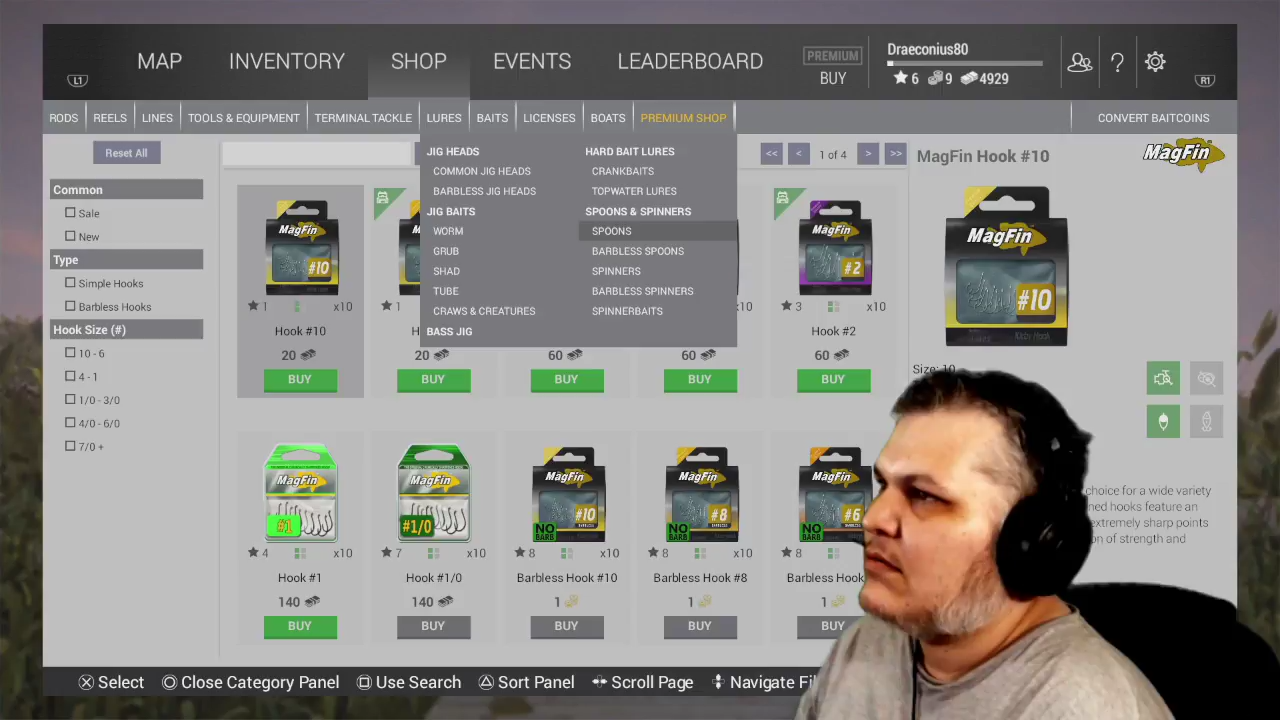 MAP INVENTORY SHOP EVENTS LEADERBOARD PREMIUM BUY
Draeconius80
6 9 4929
L1 ? R1
RODS REELS LINES TOOLS & EQUIPMENT TERMINAL TACKLE LURES BAITS LICENSES BOATS PREMIUM SHOP CONVERT BAITCOINS
Reset All
Common
Sale
New
Type
Simple Hooks
Barbless Hooks
Hook Size (#)
10 - 6
4 - 1
1/0 - 3/0
4/0 - 6/0
7/0 +
JIG HEADS
COMMON JIG HEADS
BARBLESS JIG HEADS
JIG BAITS
WORM
GRUB
SHAD
TUBE
CRAWS & CREATURES
BASS JIG
HARD BAIT LURES
CRANKBAITS
TOPWATER LURES
SPOONS & SPINNERS
SPOONS
BARBLESS SPOONS
SPINNERS
BARBLESS SPINNERS
SPINNERBAITS
<< < 1 of 4 > >>
MagFin #10
1 x10
Hook #10
20
BUY
1
20
BUY
60
BUY
60
BUY
MagFin #2
3 x10
Hook #2
60
BUY
MagFin #1
4 x10
Hook #1
140
BUY
MagFin #1/0
7 x10
Hook #1/0
140
BUY
MagFin #10 NO BARB
8 x10
Barbless Hook #10
1
BUY
MagFin #8 NO BARB
8 x10
Barbless Hook #8
1
BUY
MagFin #6 NO BARB
8
Barbless Hook
1
BUY
MagFin Hook #10
MagFin
MagFin
#10
Size: 10
choice for a wide variety
ned hooks feature an
extremely sharp points
on of strength and
Select Close Category Panel Use Search Sort Panel Scroll Page Navigate Fil